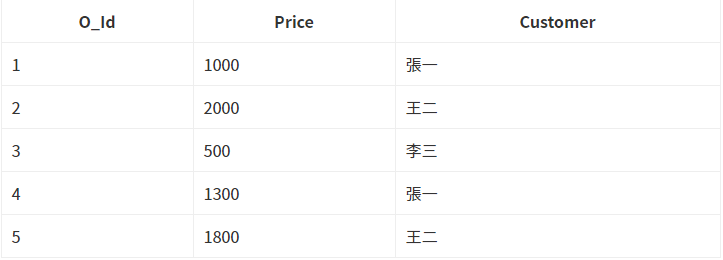 O_Id Price Customer
1 1000 張一
2 2000 王二
3 500 李三
4 1300 張一
5 1800 王二